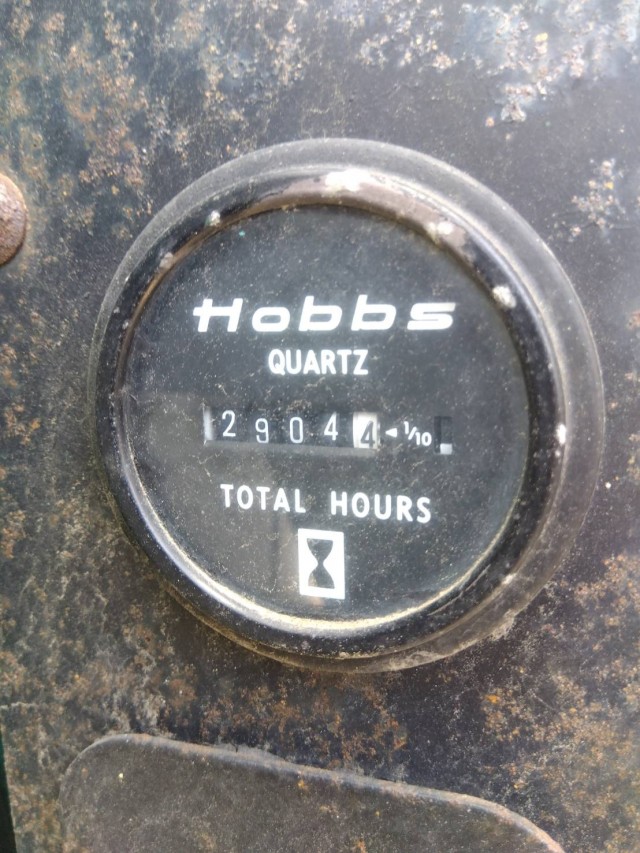 Hobbs
QUARTZ
29044 ◄ 1/10
TOTAL HOURS